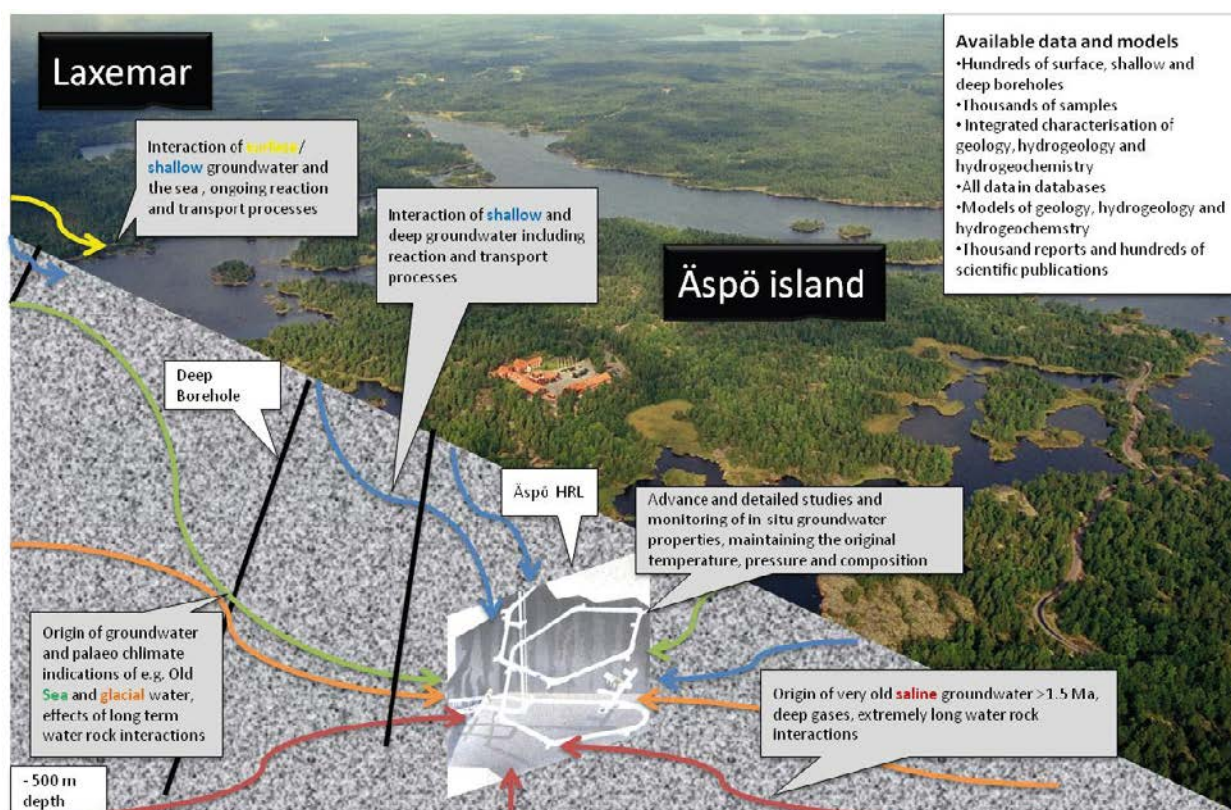 Laxemar
Available data and models
•Hundreds of surface, shallow and
deep boreholes
•Thousands of samples
•Integrated characterisation of
geology, hydrogeology and
hydrogeochemistry
•All data in databases
•Models of geology, hydrogeology and
hydrogeochemstry
•Thousand reports and hundreds of
scientific publications
Interaction of surface/
shallow groundwater and
the sea , ongoing reaction
and transport processes
Interaction of shallow and
deep groundwater including
reaction and transport
processes
Äspö island
Deep
Borehole
Äspö HRL
Advance and detailed studies and
monitoring of in-situ groundwater
properties, maintaining the original
temperature, pressure and composition
Origin of groundwater
and palaeo chlimate
indications of e.g. Old
Sea and glacial water,
effects of long term
water rock interactions
Origin of very old saline groundwater >1.5 Ma,
deep gases, extremely long water rock
interactions
- 500 m
depth